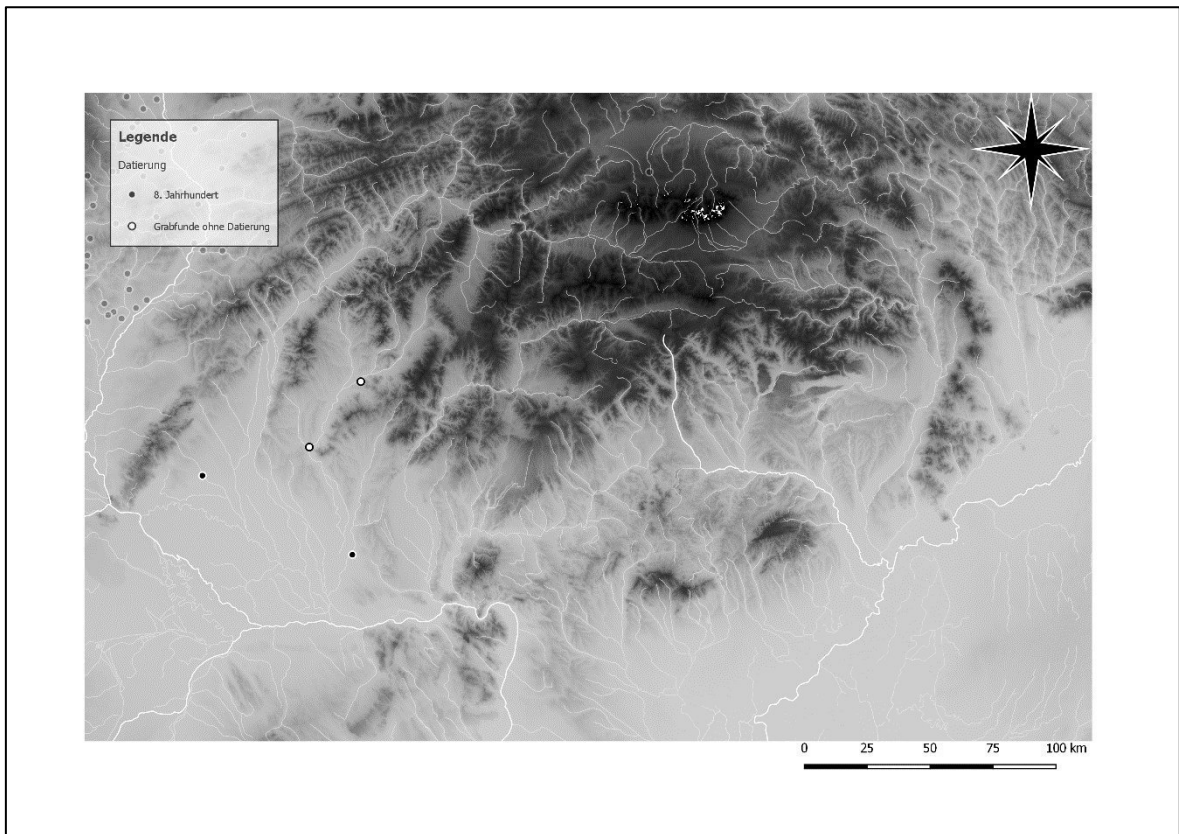 Legende
Datierung
8. Jahrhundert
Grabfunde ohne Datierung
0 25 50 75 100 km